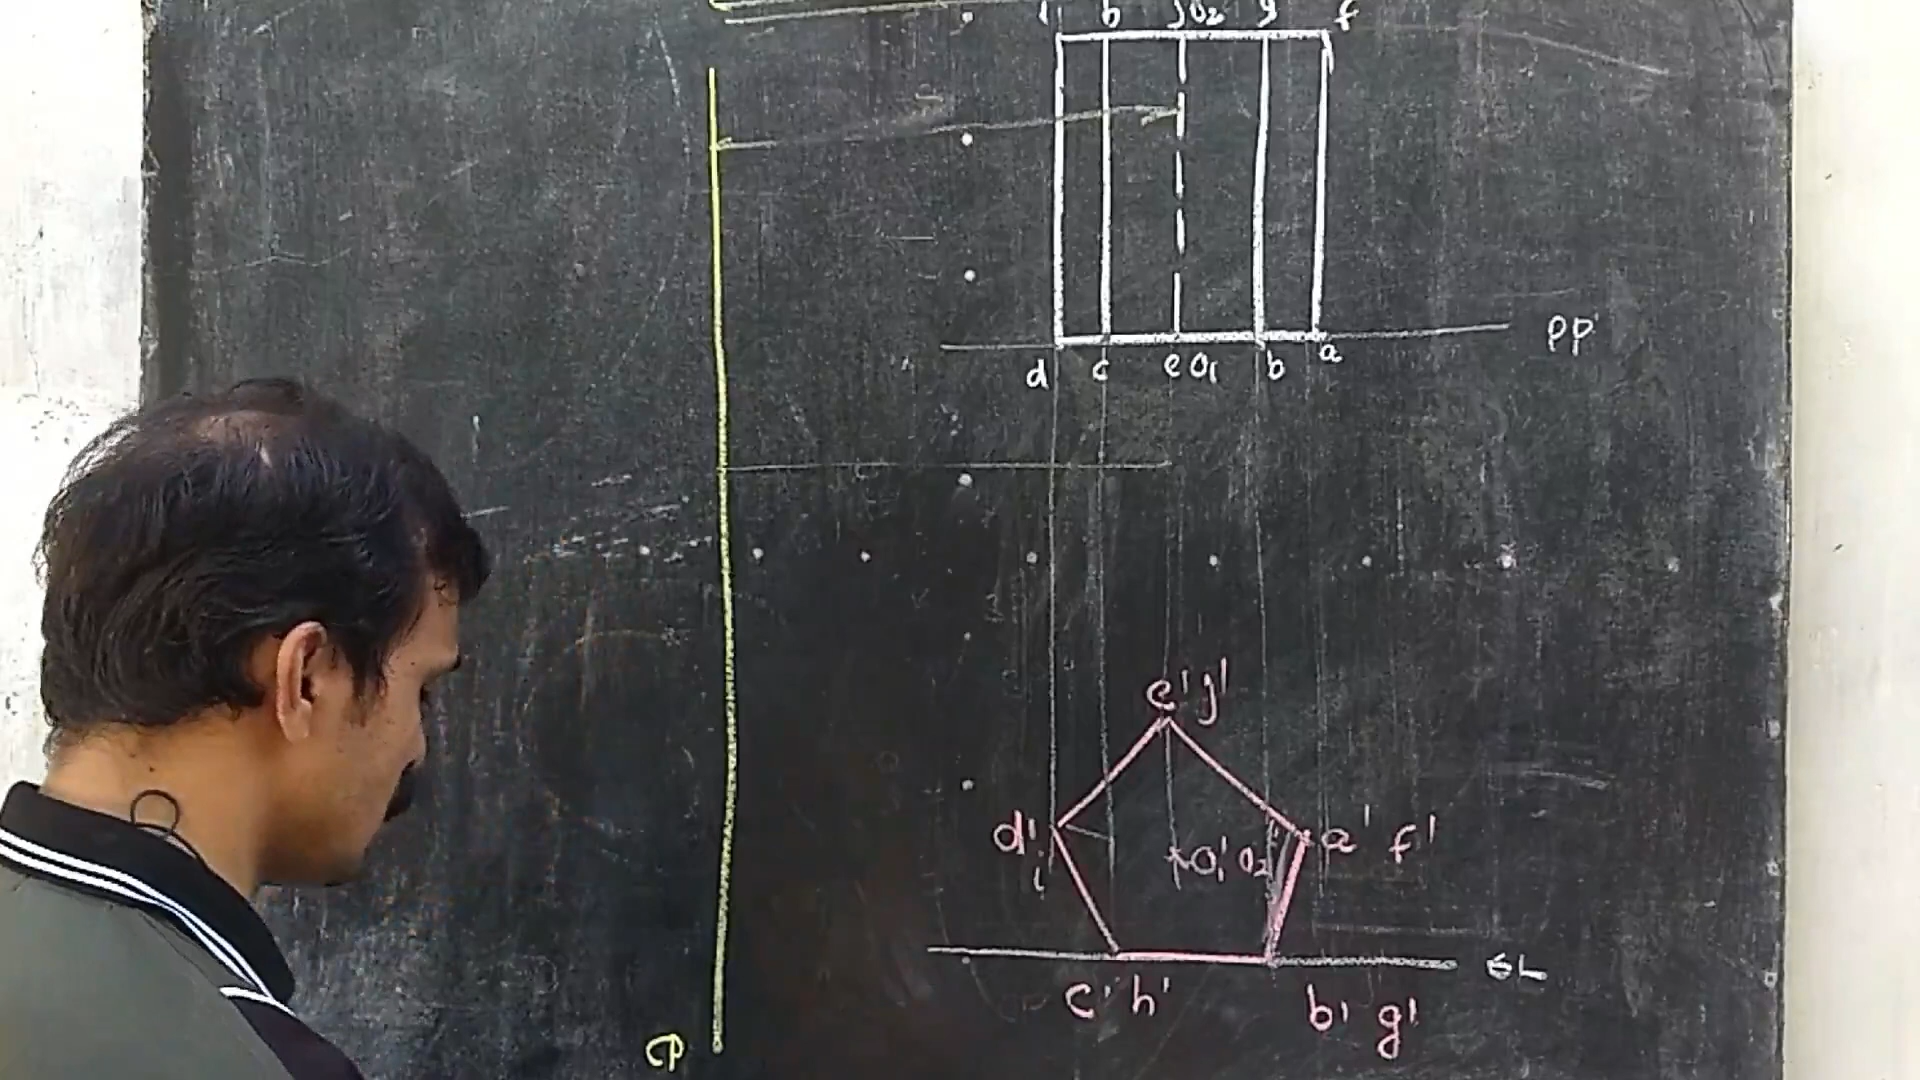 i h j o₂ g f
PP
d c e o₁ b a
e' j'
d' o₁' o₂ a' f'
i
GL
c' h' b' g'
CP